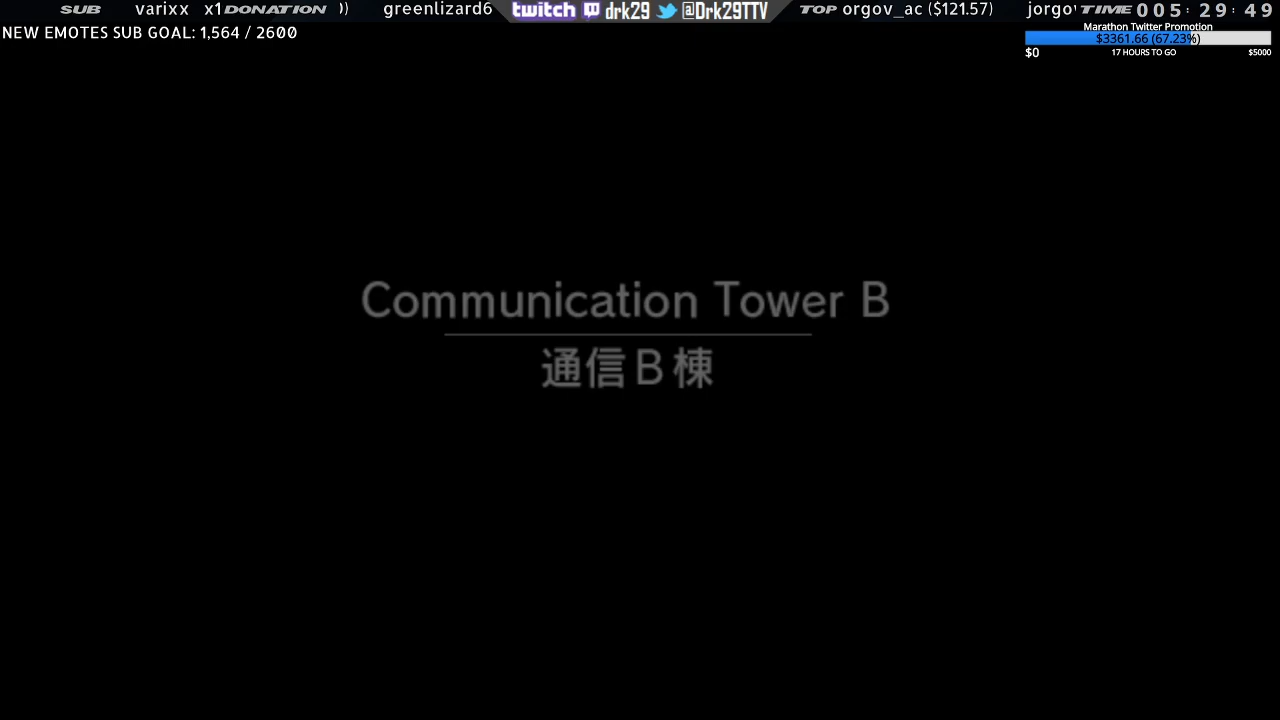 SUB varixx x1 DONATION )) greenlizard6 twitch drk29 @Drk29TTV TOP orgov_ac ($121.57) jorgov TIME 005:29:49
NEW EMOTES SUB GOAL: 1,564 / 2600
Marathon Twitter Promotion
$3361.66 (67.23%)
$0 17 HOURS TO GO $5000
Communication Tower B
通信B棟